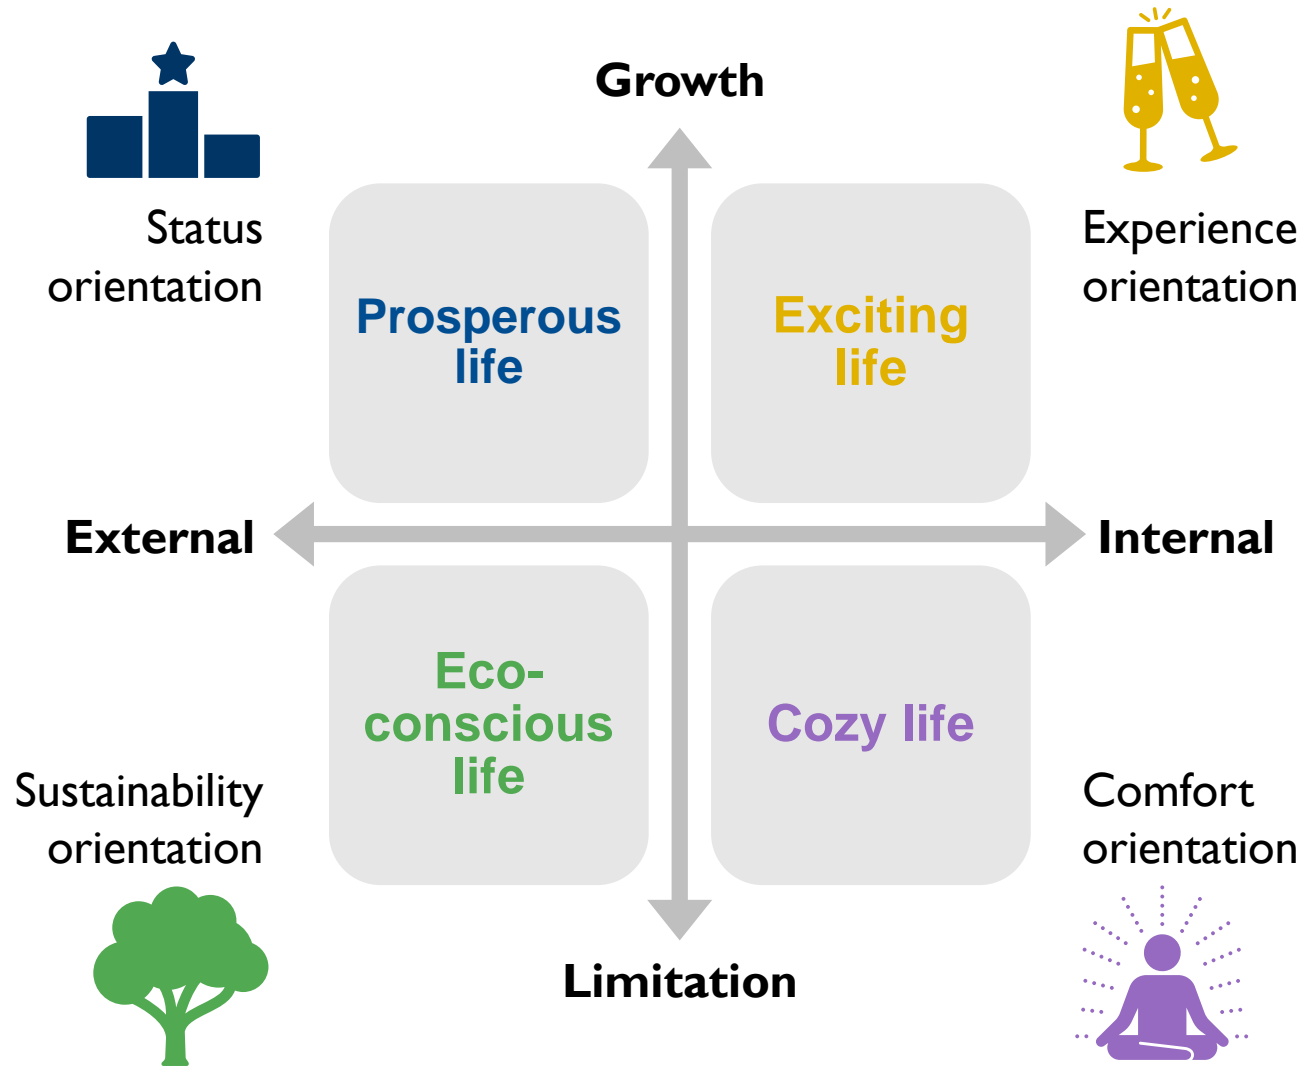 Growth
Status
orientation
Experience
orientation
Prosperous
life
Exciting
life
External
Internal
Eco-
conscious
life
Cozy life
Sustainability
orientation
Comfort
orientation
Limitation